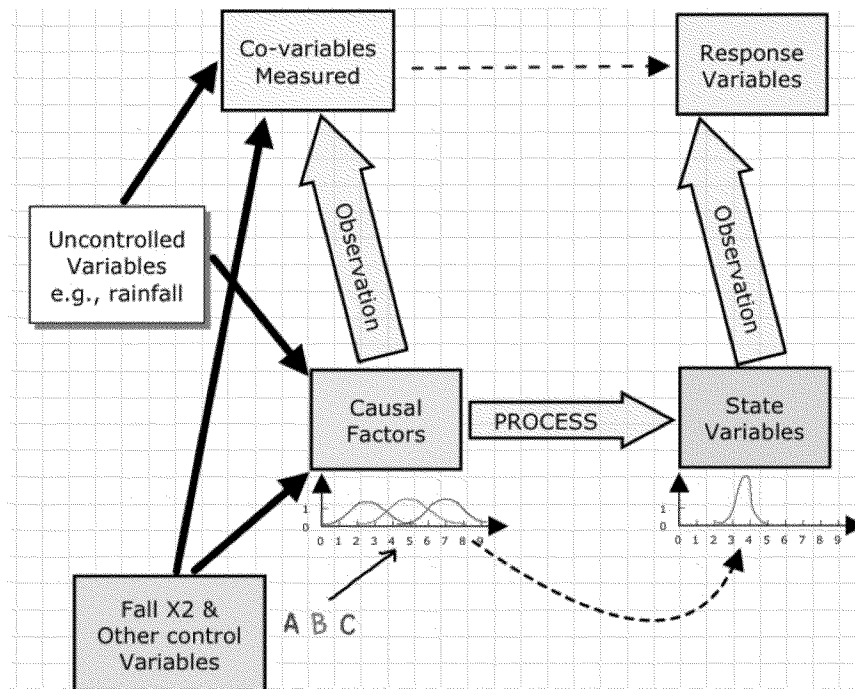 Co-variables
Measured
Response
Variables
Uncontrolled
Variables
e.g., rainfall
Observation
Observation
Causal
Factors
PROCESS
State
Variables
1
0
0 1 2 3 4 5 6 7 8 9
1
0
0 1 2 3 4 5 6 7 8 9
Fall X2 &
Other control
Variables
A B C